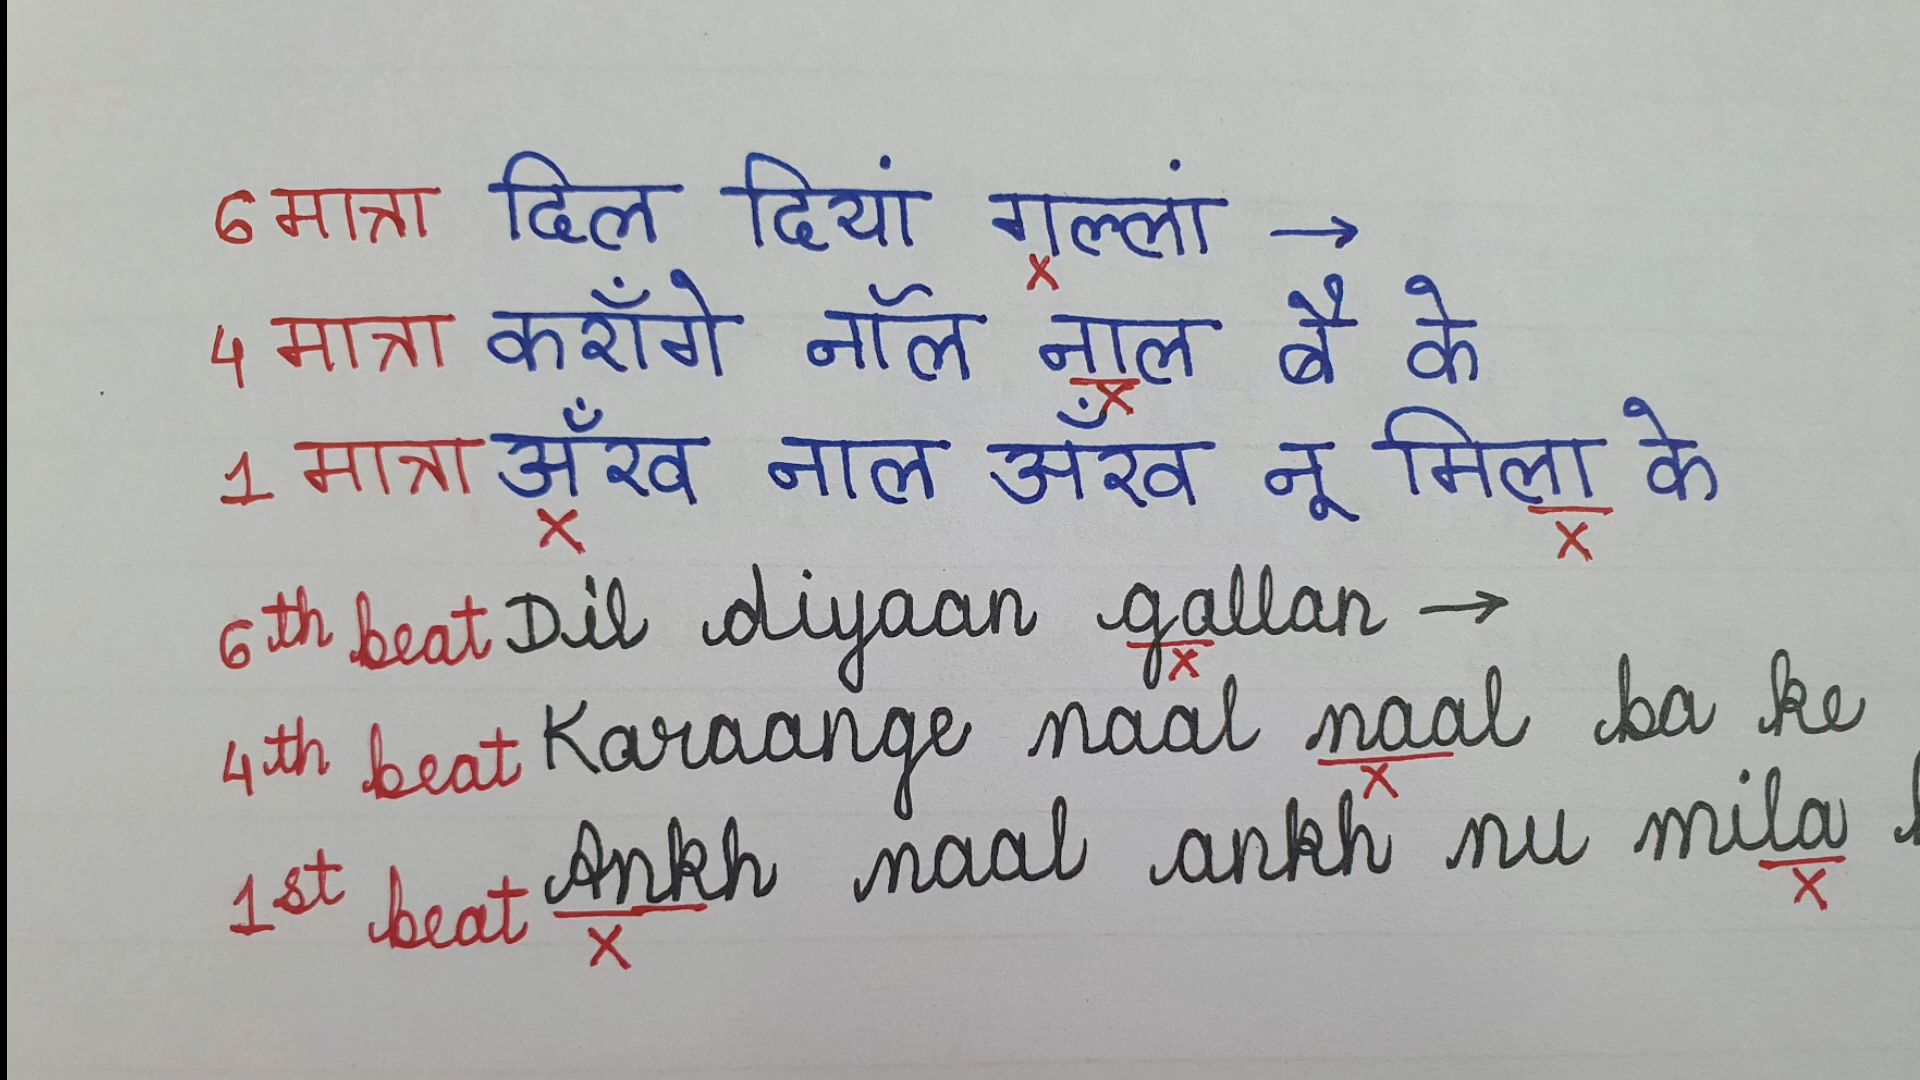 6 मात्रा दिल दियां गल्लां →
x
4 मात्रा कराँगे नॉल नाल बै के
x
1 मात्रा अँख नाल अँख नू मिला के
x x
6th beat Dil diyaan gallan →
x
4th beat Karaange naal naal ba ke
x
1st beat Ankh naal ankh nu mila
x x